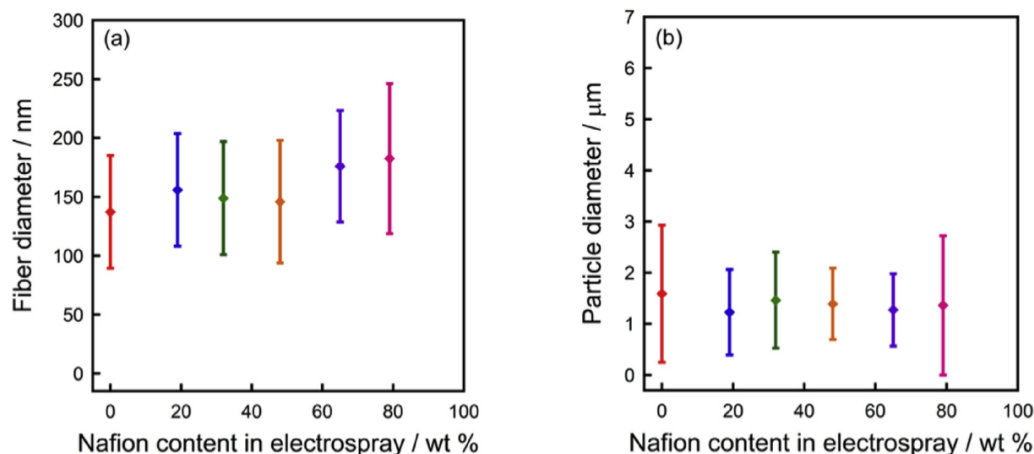 (a)
300
250
200
150
100
50
0
Fiber diameter / nm
0 20 40 60 80 100
Nafion content in electrospray / wt %
(b)
7
6
5
4
3
2
1
0
Particle diameter / μm
0 20 40 60 80 100
Nafion content in electrospray / wt %